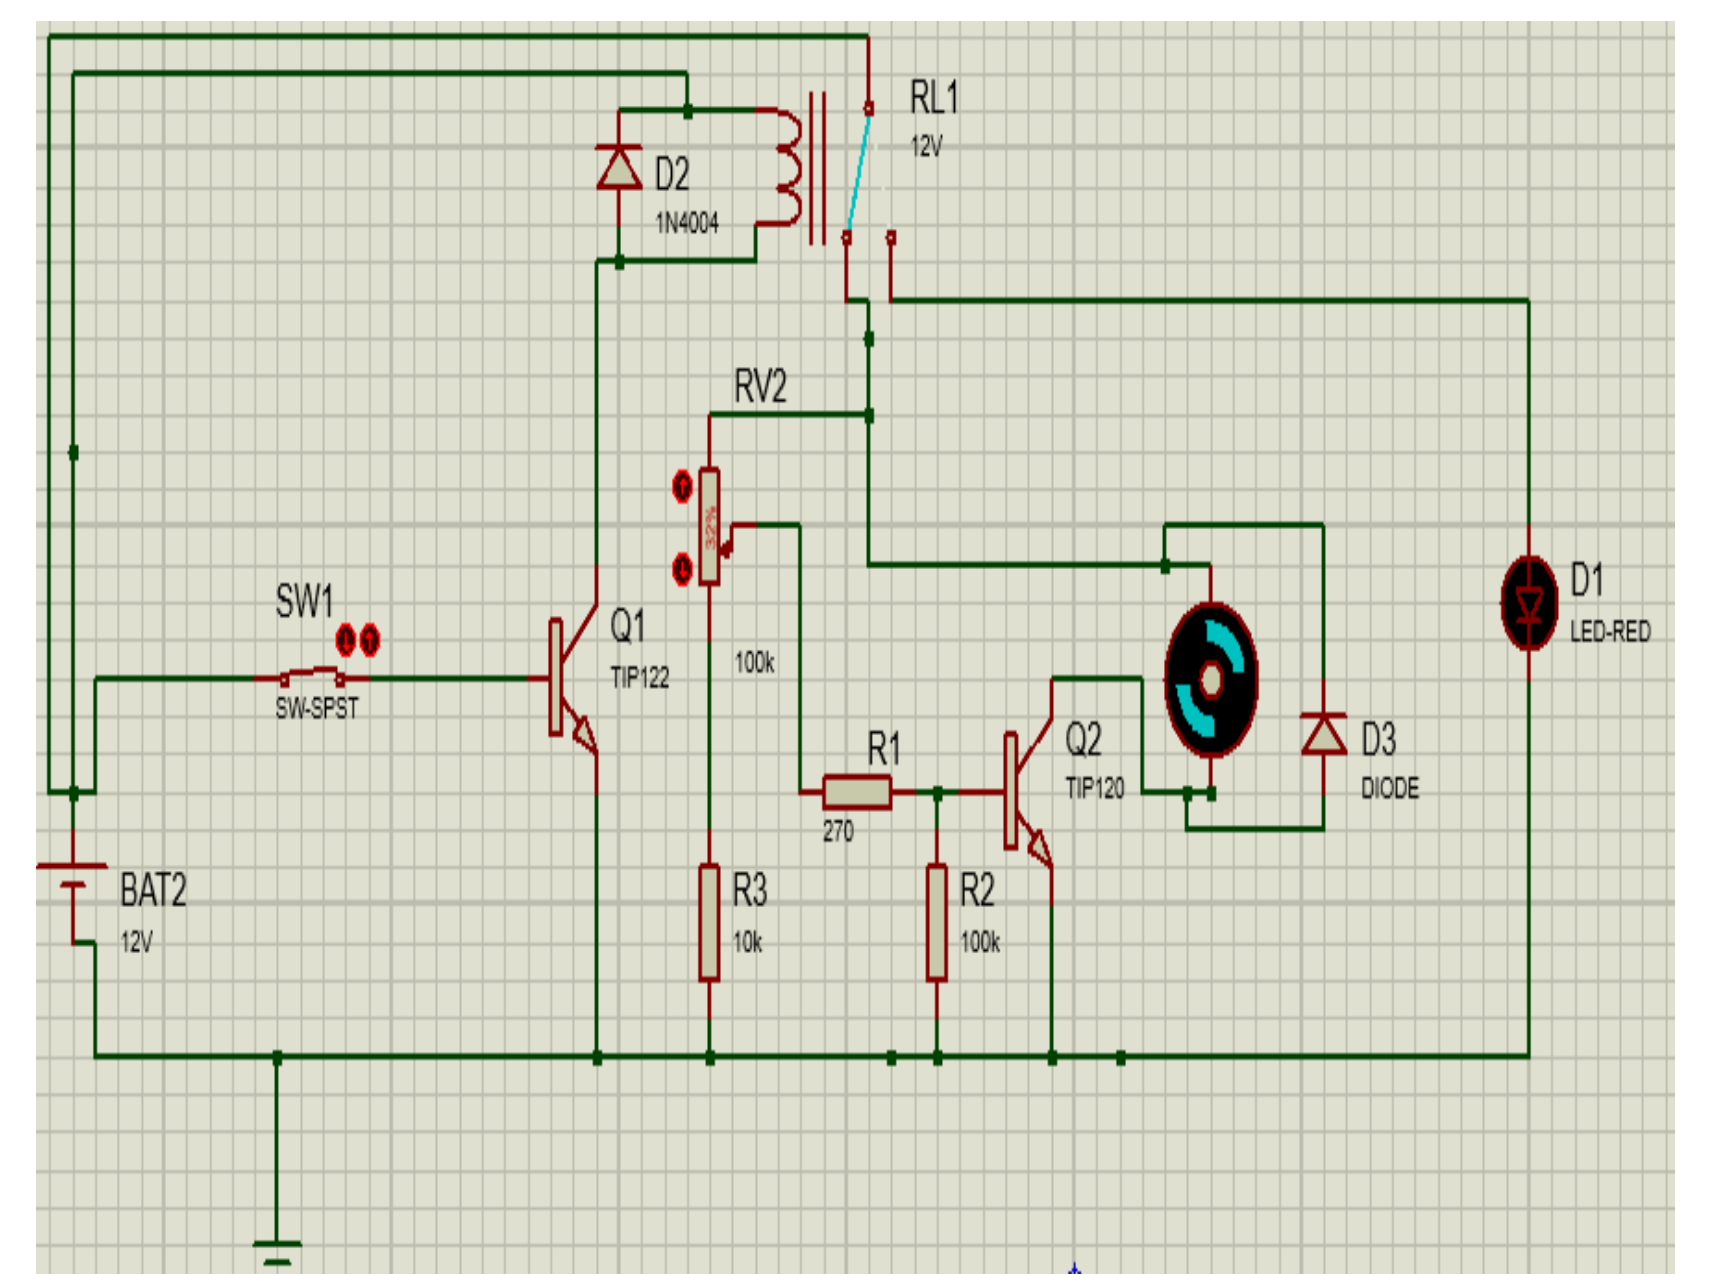 RL1
12V
D2
1N4004
RV2
32%
SW1
SW-SPST
Q1
TIP122
100k
D1
LED-RED
R1
270
Q2
TIP120
D3
DIODE
BAT2
12V
R3
10k
R2
100k